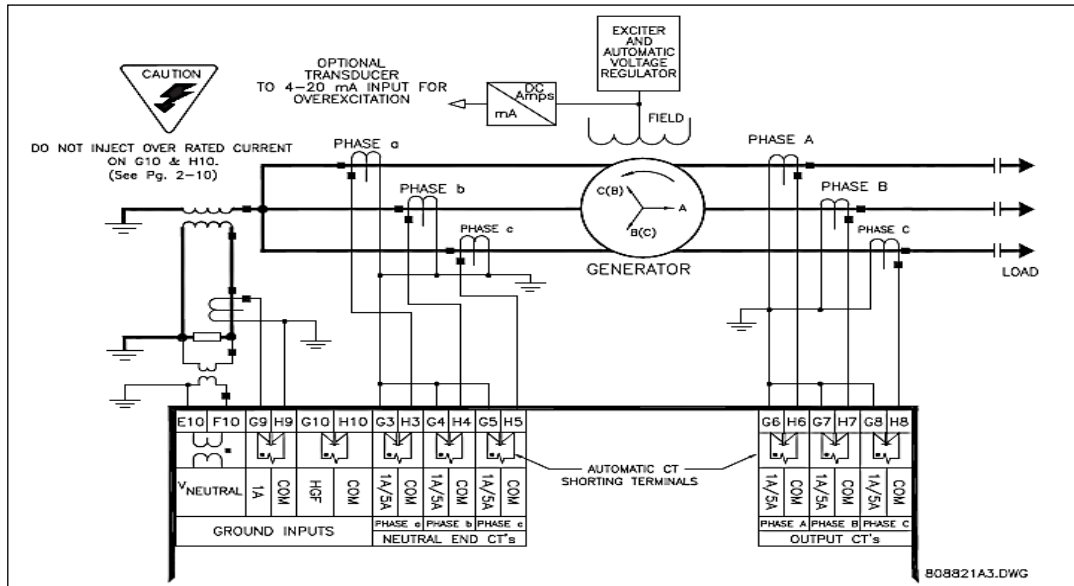 EXCITER
AND
AUTOMATIC
VOLTAGE
REGULATOR
OPTIONAL
TRANSDUCER
TO 4-20 mA INPUT FOR
OVEREXCITATION
DC
Amps
mA
CAUTION
FIELD
DO NOT INJECT OVER RATED CURRENT
ON G10 & H10.
(See Pg. 2-10)
PHASE a
PHASE A
PHASE b
PHASE B
PHASE c
PHASE C
C(B)
A
B(C)
GENERATOR
LOAD
E10 F10 G9 H9 G10 H10 G3 H3 G4 H4 G5 H5
G6 H6 G7 H7 G8 H8
AUTOMATIC CT
SHORTING TERMINALS
VNEUTRAL 1A COM HGF COM 1A/5A COM 1A/5A COM 1A/5A COM
1A/5A COM 1A/5A COM 1A/5A COM
PHASE a PHASE b PHASE c
PHASE A PHASE B PHASE C
GROUND INPUTS
NEUTRAL END CT's
OUTPUT CT's
808821A3.DWG